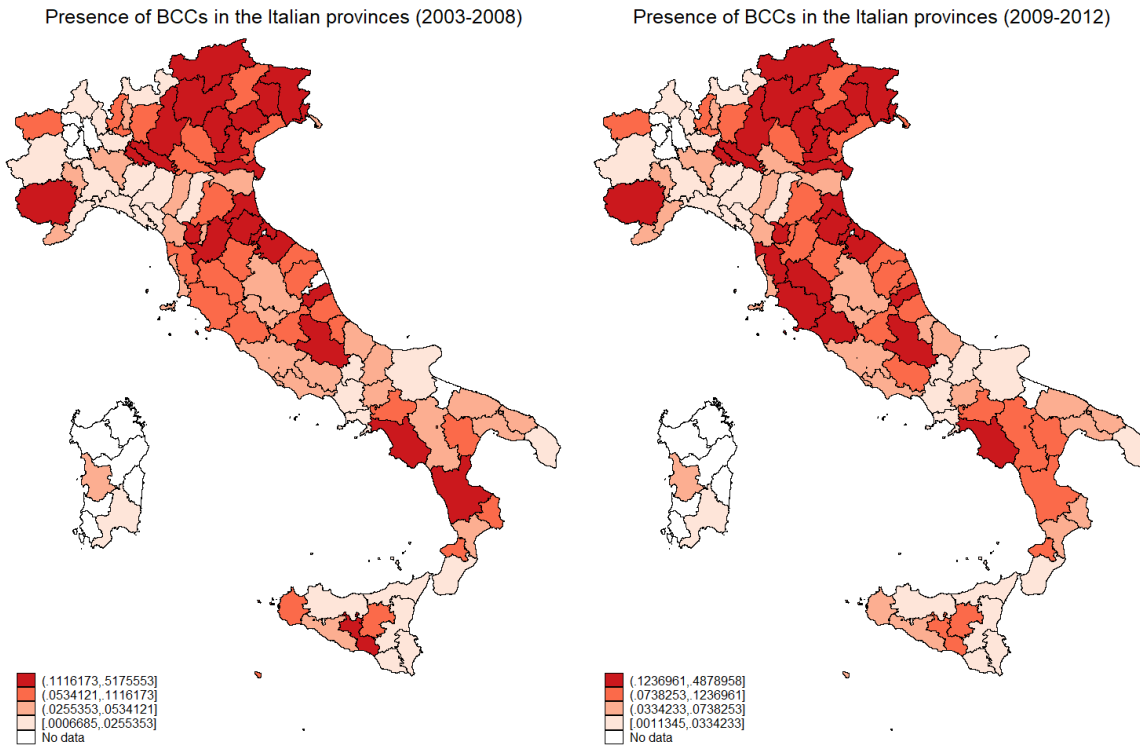 Presence of BCCs in the Italian provinces (2003-2008)
(.1116173,.5175553]
(.0534121,.1116173]
(.0255353,.0534121]
[.0006685,.0255353]
No data
Presence of BCCs in the Italian provinces (2009-2012)
(.1236961,.4878958]
(.0738253,.1236961]
(.0334233,.0738253]
[.0011345,.0334233]
No data